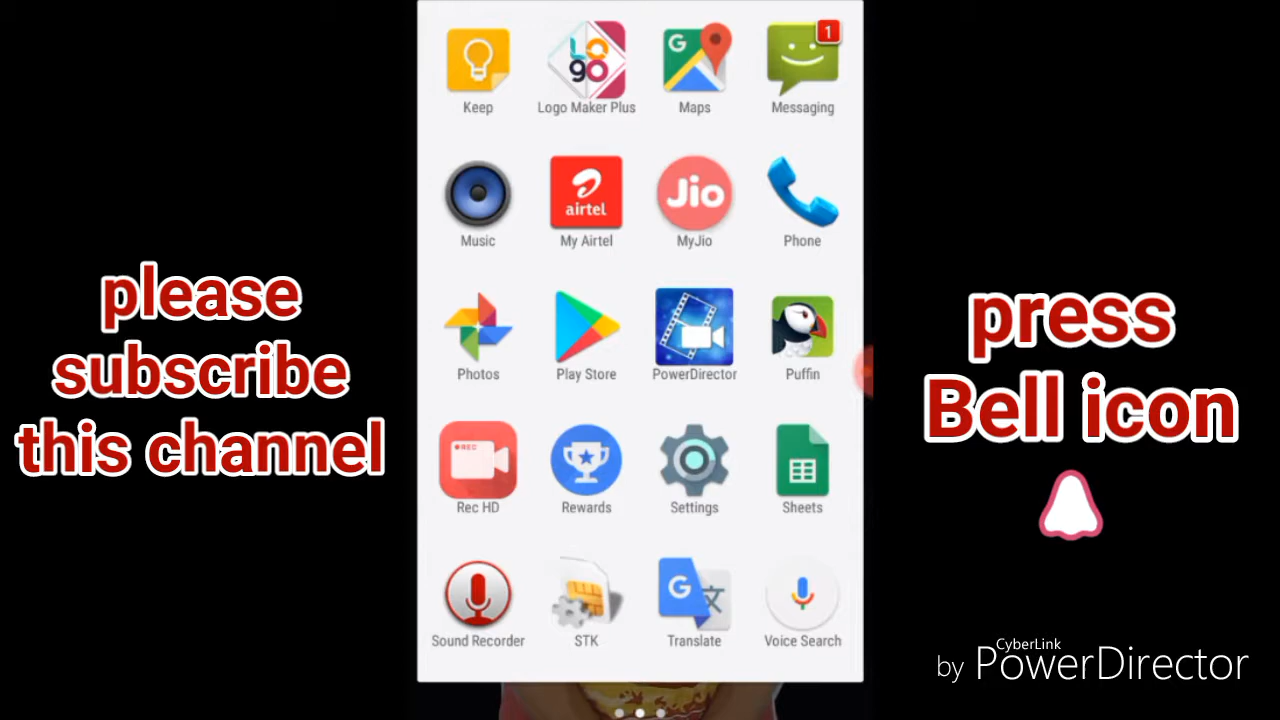 please
subscribe
this channel
1
Keep
LOGO
Logo Maker Plus
G
Maps
Messaging
Music
airtel
My Airtel
Jio
MyJio
Phone
Photos
Play Store
PowerDirector
Puffin
REC
Rec HD
Rewards
Settings
Sheets
Sound Recorder
STK
G 文
Translate
Voice Search
press
Bell icon
by CyberLink PowerDirector